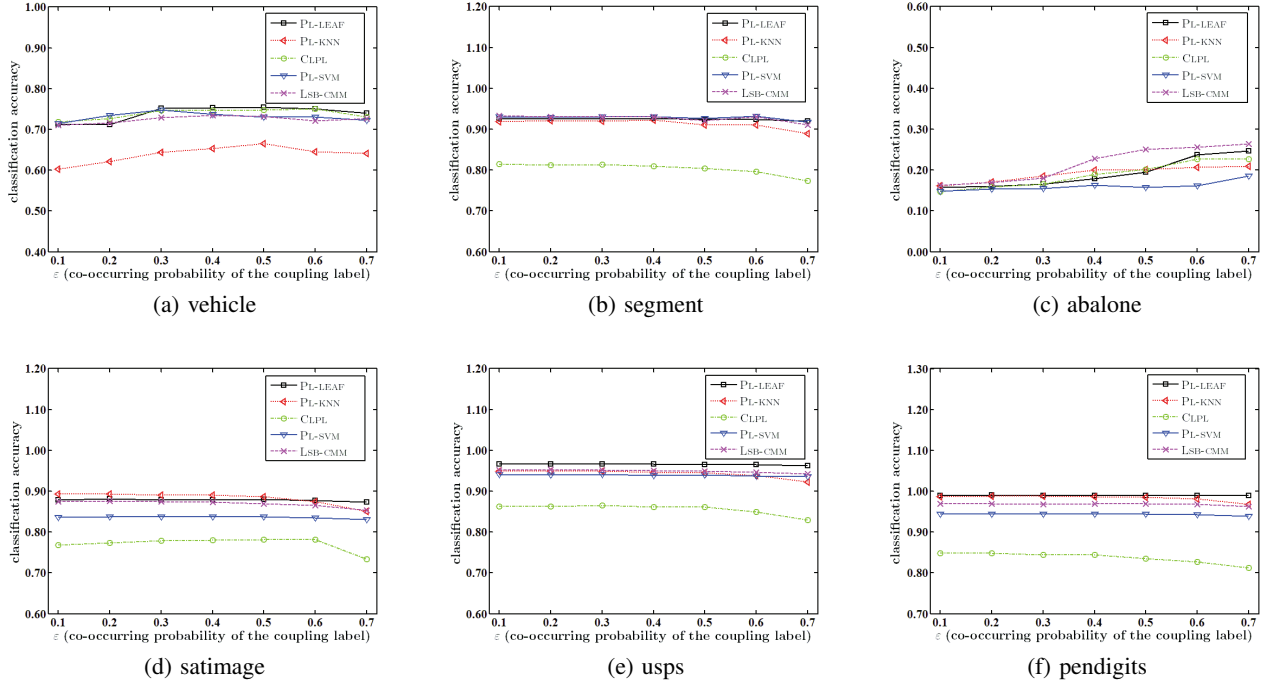 1.00
0.90
0.80
0.70
0.60
0.50
0.40
classification accuracy
PL-LEAF
PL-KNN
CLPL
PL-SVM
LSB-CMM
0.1 0.2 0.3 0.4 0.5 0.6 0.7
ε (co-occurring probability of the coupling label)
(a) vehicle
1.20
1.10
1.00
0.90
0.80
0.70
0.60
classification accuracy
PL-LEAF
PL-KNN
CLPL
PL-SVM
LSB-CMM
0.1 0.2 0.3 0.4 0.5 0.6 0.7
ε (co-occurring probability of the coupling label)
(b) segment
0.60
0.50
0.40
0.30
0.20
0.10
0.00
classification accuracy
PL-LEAF
PL-KNN
CLPL
PL-SVM
LSB-CMM
0.1 0.2 0.3 0.4 0.5 0.6 0.7
ε (co-occurring probability of the coupling label)
(c) abalone
1.20
1.10
1.00
0.90
0.80
0.70
0.60
classification accuracy
PL-LEAF
PL-KNN
CLPL
PL-SVM
LSB-CMM
0.1 0.2 0.3 0.4 0.5 0.6 0.7
ε (co-occurring probability of the coupling label)
(d) satimage
1.20
1.10
1.00
0.90
0.80
0.70
0.60
classification accuracy
PL-LEAF
PL-KNN
CLPL
PL-SVM
LSB-CMM
0.1 0.2 0.3 0.4 0.5 0.6 0.7
ε (co-occurring probability of the coupling label)
(e) usps
1.30
1.20
1.10
1.00
0.90
0.80
0.70
classification accuracy
PL-LEAF
PL-KNN
CLPL
PL-SVM
LSB-CMM
0.1 0.2 0.3 0.4 0.5 0.6 0.7
ε (co-occurring probability of the coupling label)
(f) pendigits